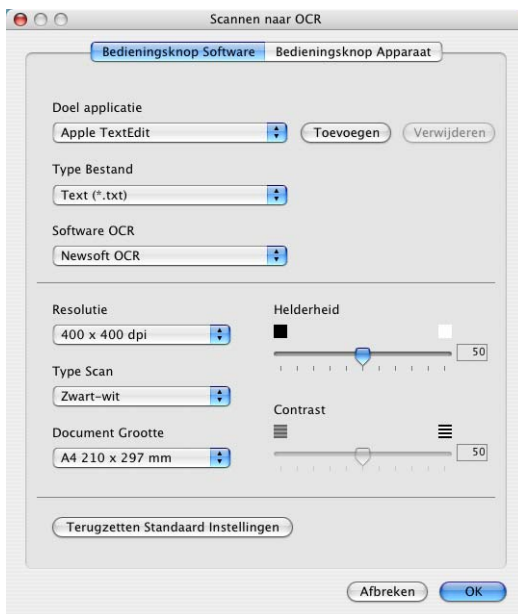 Scannen naar OCR
Bedieningsknop Software Bedieningsknop Apparaat
Doel applicatie
Apple TextEdit Toevoegen Verwijderen
Type Bestand
Text (*.txt)
Software OCR
Newsoft OCR
Resolutie
400 x 400 dpi
Type Scan
Zwart-wit
Document Grootte
A4 210 x 297 mm
Helderheid
50
Contrast
50
Terugzetten Standaard Instellingen
Afbreken OK